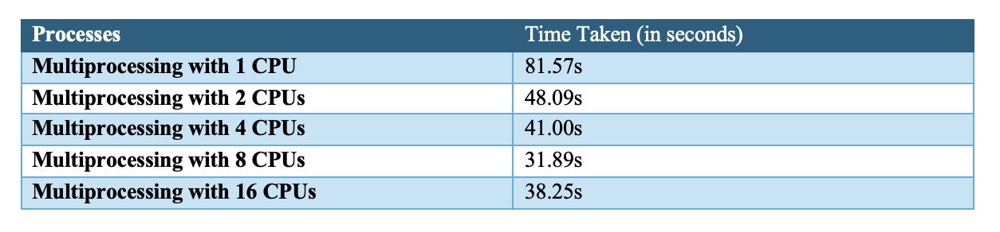 Processes Time Taken (in seconds)
Multiprocessing with 1 CPU 81.57s
Multiprocessing with 2 CPUs 48.09s
Multiprocessing with 4 CPUs 41.00s
Multiprocessing with 8 CPUs 31.89s
Multiprocessing with 16 CPUs 38.25s